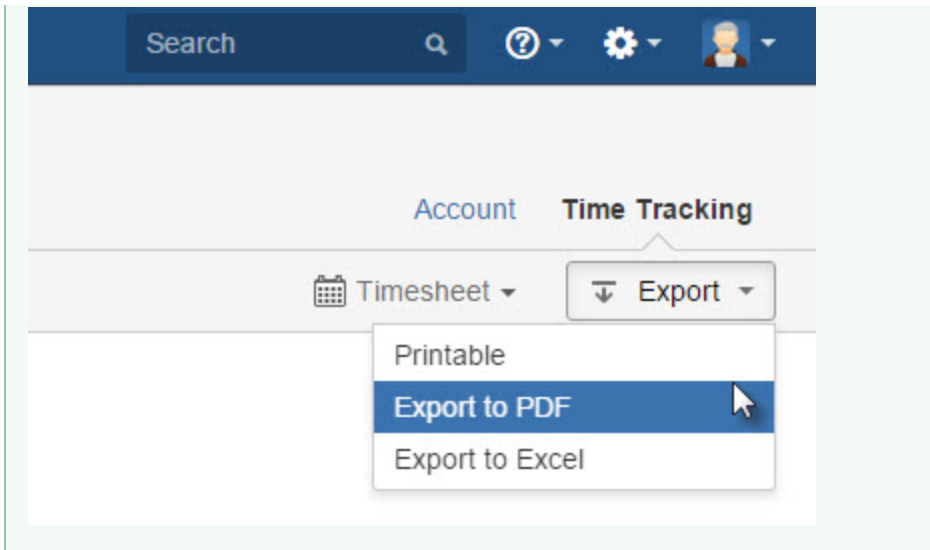 Search
Account Time Tracking
Timesheet Export
Printable
Export to PDF
Export to Excel